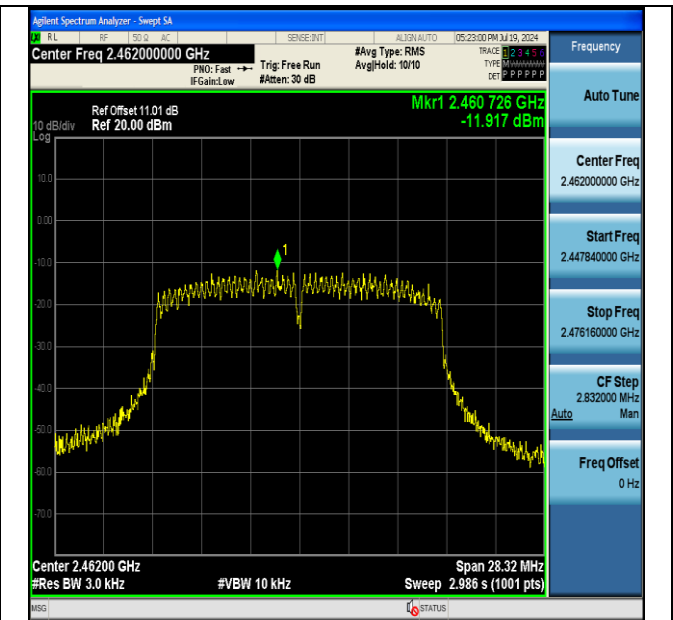 Agilent Spectrum Analyzer - Swept SA
RL RF 50 Ω AC SENSE:INT ALIGN AUTO 05:23:00 PM Jul 19, 2024
Center Freq 2.462000000 GHz
PNO: Fast
IFGain:Low
Trig: Free Run
#Atten: 30 dB
#Avg Type: RMS
Avg|Hold: 10/10
TRACE 1 2 3 4 5 6
TYPE MWWWWW
DET P P P P P P
Ref Offset 11.01 dB
10 dB/div Ref 20.00 dBm
Log
Mkr1 2.460 726 GHz
-11.917 dBm
1
10.0
0.00
-10.0
-20.0
-30.0
-40.0
-50.0
-60.0
-70.0
Center 2.46200 GHz Span 28.32 MHz
#Res BW 3.0 kHz #VBW 10 kHz Sweep 2.986 s (1001 pts)
MSG STATUS
Frequency
Auto Tune
Center Freq
2.462000000 GHz
Start Freq
2.447840000 GHz
Stop Freq
2.476160000 GHz
CF Step
2.832000 MHz
Auto Man
Freq Offset
0 Hz